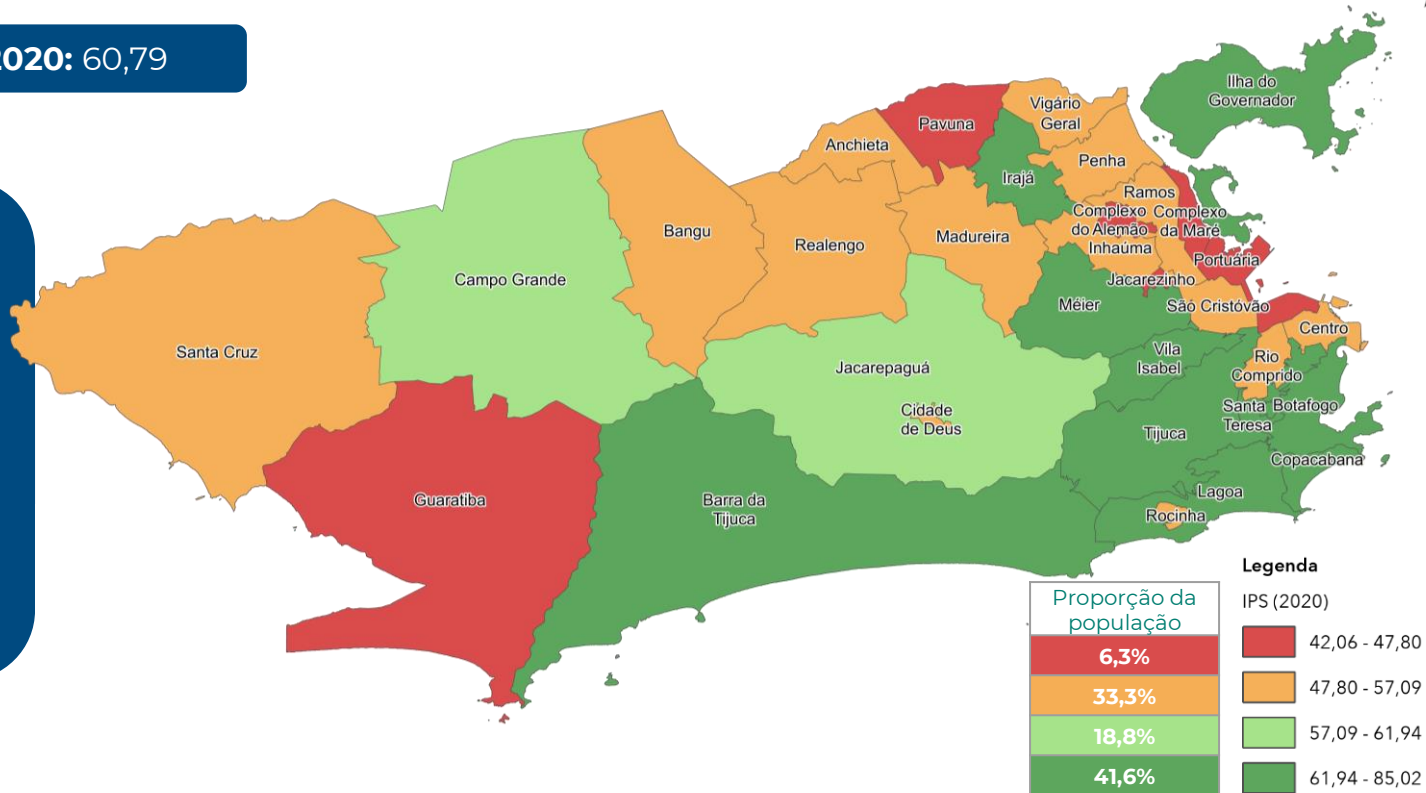 2020: 60,79
Ilha do
Governador
Vigário
Geral
Pavuna
Anchieta
Penha
Irajá
Ramos
Complexo
do Alemão
Complexo
da Maré
Inhaúma
Bangu
Realengo
Madureira
Portuária
Jacarezinho
Campo Grande
Méier
São Cristóvão
Centro
Santa Cruz
Vila
Isabel
Rio
Comprido
Jacarepaguá
Cidade
de Deus
Santa
Teresa
Botafogo
Tijuca
Copacabana
Lagoa
Guaratiba
Barra da
Tijuca
Rocinha
Proporção da
população
6,3%
33,3%
18,8%
41,6%
Legenda
IPS (2020)
42,06 - 47,80
47,80 - 57,09
57,09 - 61,94
61,94 - 85,02